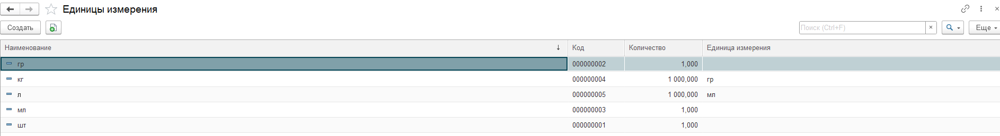 Единицы измерения
Создать Поиск (Ctrl+F) × Еще
Наименование ↓ Код Количество Единица измерения
гр 000000002 1,000
кг 000000004 1 000,000 гр
л 000000005 1 000,000 мл
мл 000000003 1,000
шт 000000001 1,000